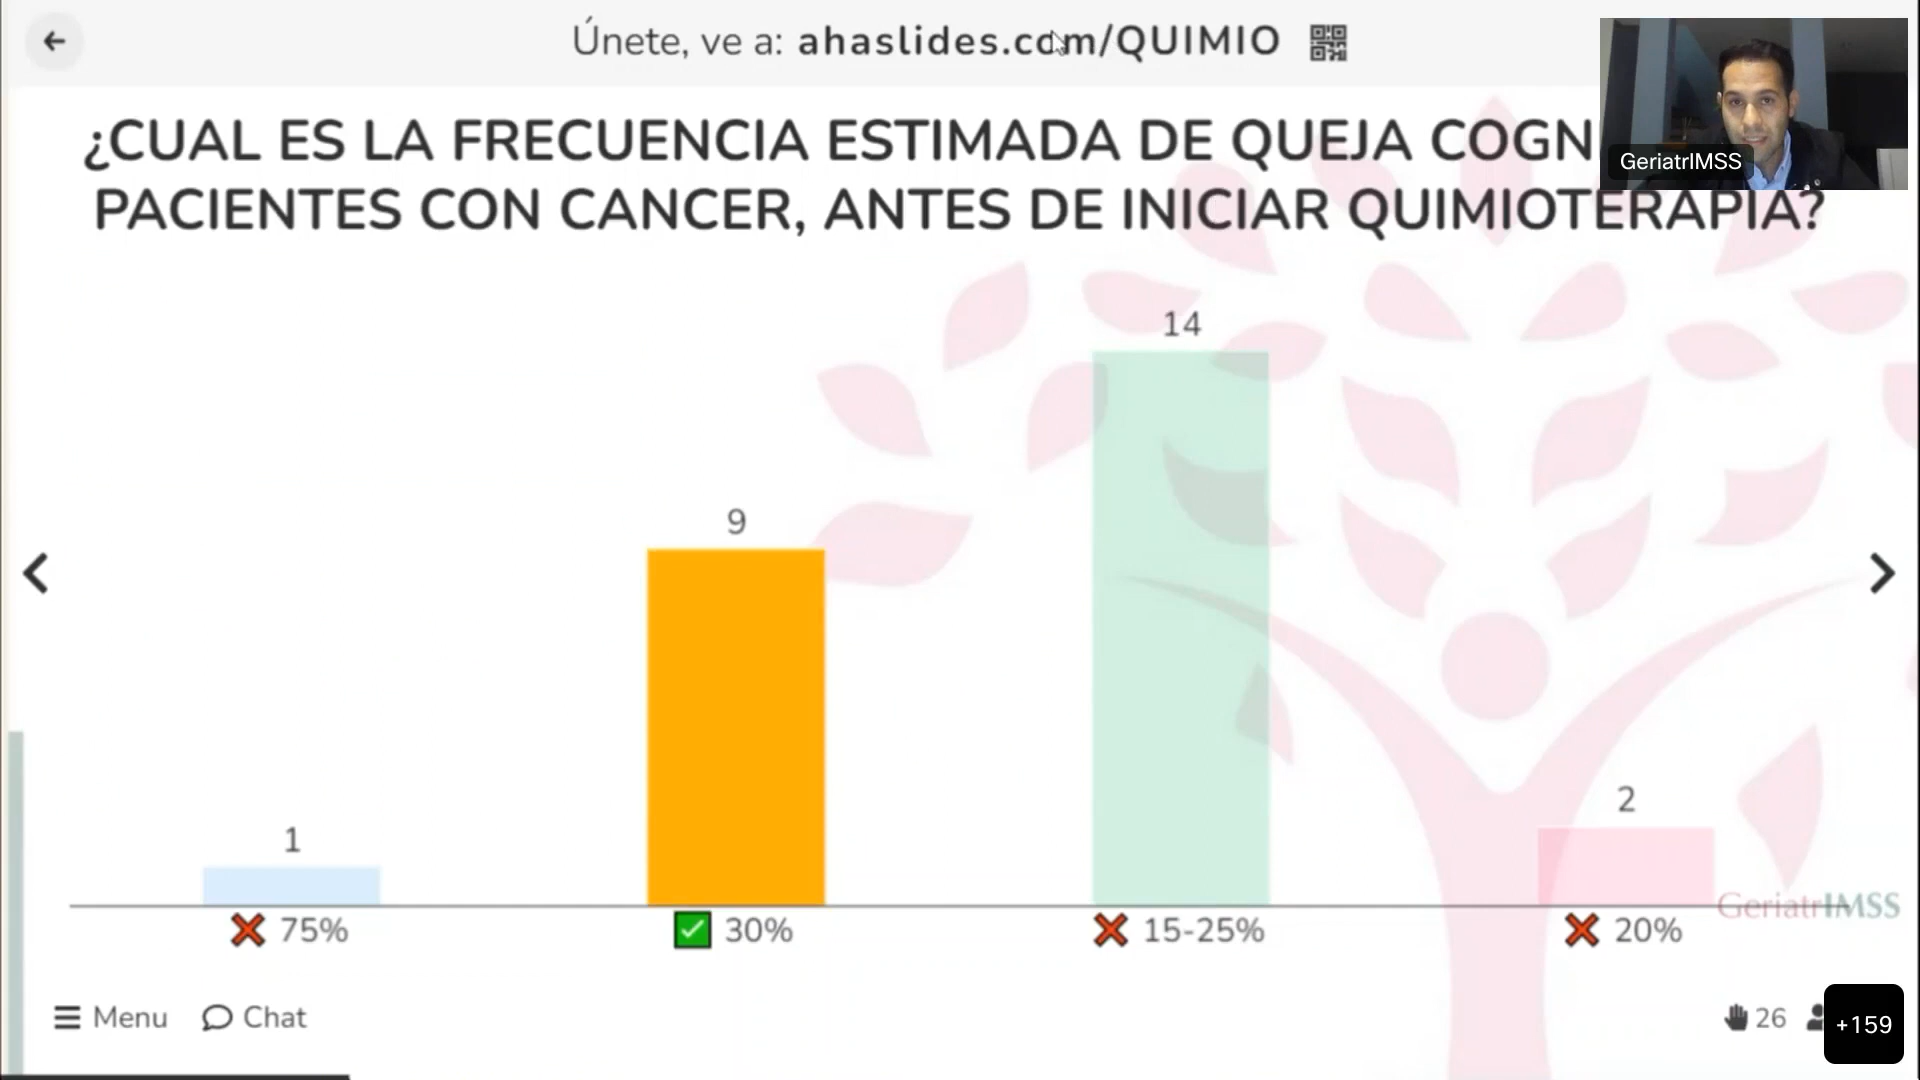 Únete, ve a: ahaslides.com/QUIMIO
GeriatrIMSS
¿CUAL ES LA FRECUENCIA ESTIMADA DE QUEJA COGN
PACIENTES CON CANCER, ANTES DE INICIAR QUIMIOTERAPIA?
1
9
14
2
75%
30%
15-25%
20%
GeriatrIMSS
Menu
Chat
26
+159